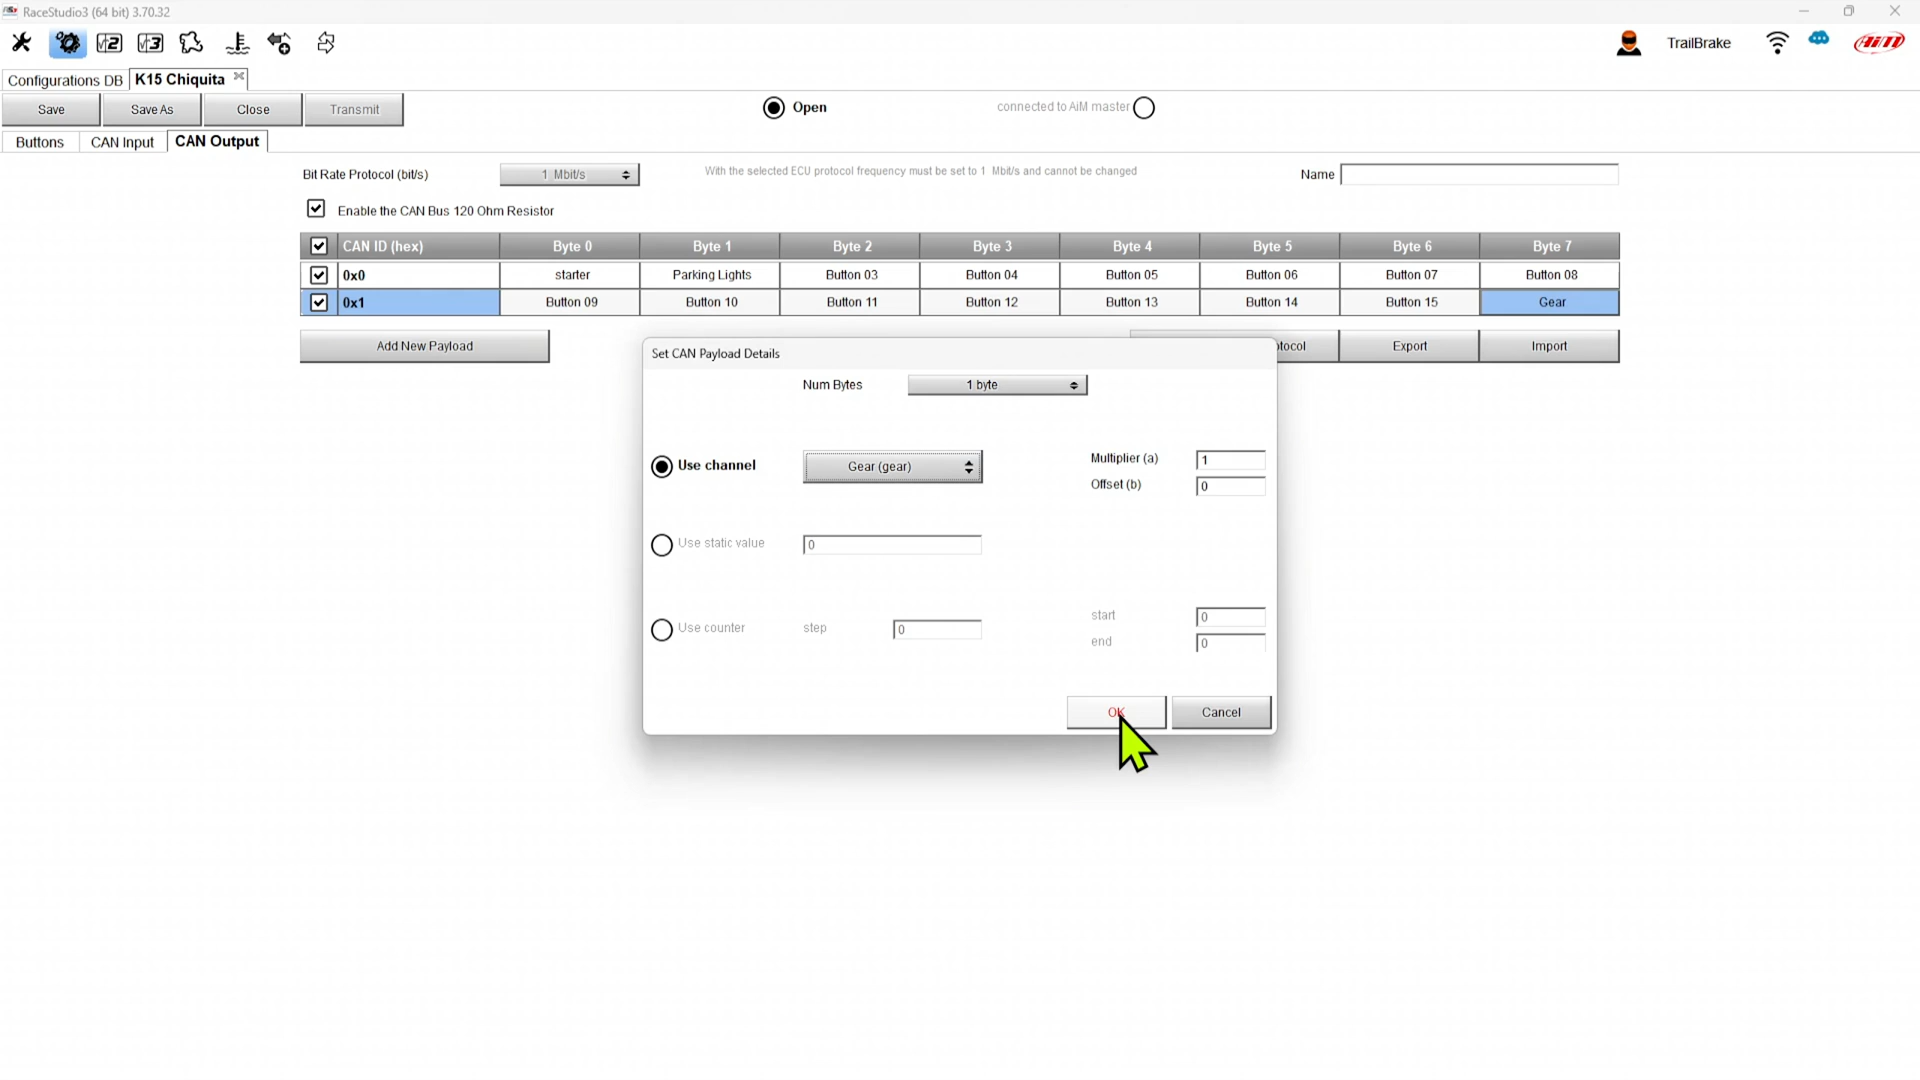 RaceStudio3 (64 bit) 3.70.32
TrailBrake
AiM
Configurations DB K15 Chiquita
Save Save As Close Transmit
Open connected to AiM master
Buttons CAN Input CAN Output
Bit Rate Protocol (bit/s) 1 Mbit/s With the selected ECU protocol frequency must be set to 1 Mbit/s and cannot be changed Name
Enable the CAN Bus 120 Ohm Resistor
CAN ID (hex) Byte 0 Byte 1 Byte 2 Byte 3 Byte 4 Byte 5 Byte 6 Byte 7
0x0 starter Parking Lights Button 03 Button 04 Button 05 Button 06 Button 07 Button 08
0x1 Button 09 Button 10 Button 11 Button 12 Button 13 Button 14 Button 15 Gear
Add New Payload Export Import
Set CAN Payload Details
Num Bytes 1 byte
Use channel Gear (gear) Multiplier (a) 1
Offset (b) 0
Use static value 0
Use counter step 0 start 0
end 0
OK Cancel